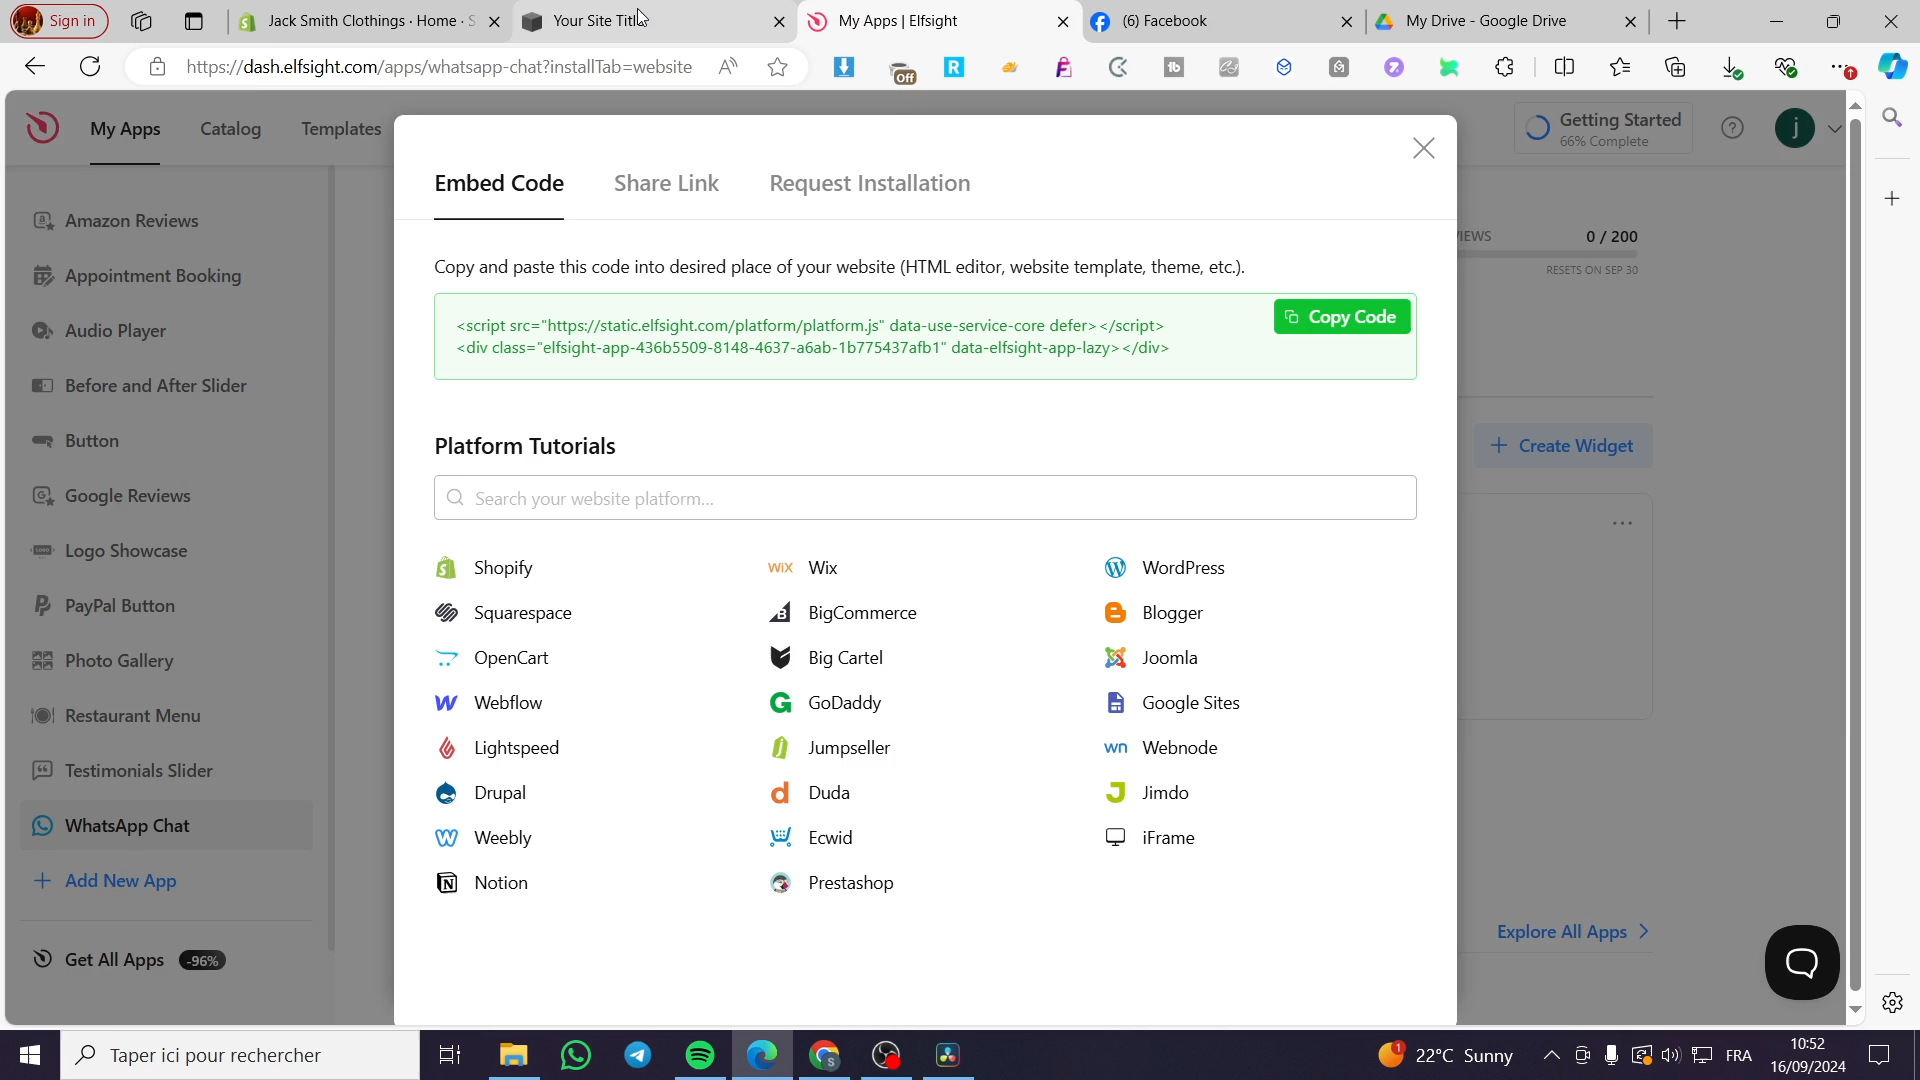 Sign in
Jack Smith Clothings · Home · S
Your Site Title
My Apps | Elfsight
(6) Facebook
My Drive - Google Drive
https://dash.elfsight.com/apps/whatsapp-chat?installTab=website
Off
My Apps
Catalog
Templates
Getting Started
66% Complete
j
Embed Code
Share Link
Request Installation
Amazon Reviews
Appointment Booking
Audio Player
Before and After Slider
Button
Google Reviews
Logo Showcase
PayPal Button
Photo Gallery
Restaurant Menu
Testimonials Slider
WhatsApp Chat
Add New App
Get All Apps
-96%
0 / 200
RESETS ON SEP 30
Copy and paste this code into desired place of your website (HTML editor, website template, theme, etc.).
<script src="https://static.elfsight.com/platform/platform.js" data-use-service-core defer></script>
<div class="elfsight-app-436b5509-8148-4637-a6ab-1b775437afb1" data-elfsight-app-lazy></div>
Copy Code
Platform Tutorials
Search your website platform...
Create Widget
Shopify
WIX Wix
WordPress
Squarespace
BigCommerce
Blogger
OpenCart
Big Cartel
Joomla
Webflow
GoDaddy
Google Sites
Lightspeed
Jumpseller
wn Webnode
Drupal
Duda
Jimdo
Weebly
Ecwid
iFrame
Notion
Prestashop
Explore All Apps
Taper ici pour rechercher
1
22°C Sunny
FRA
10:52
16/09/2024